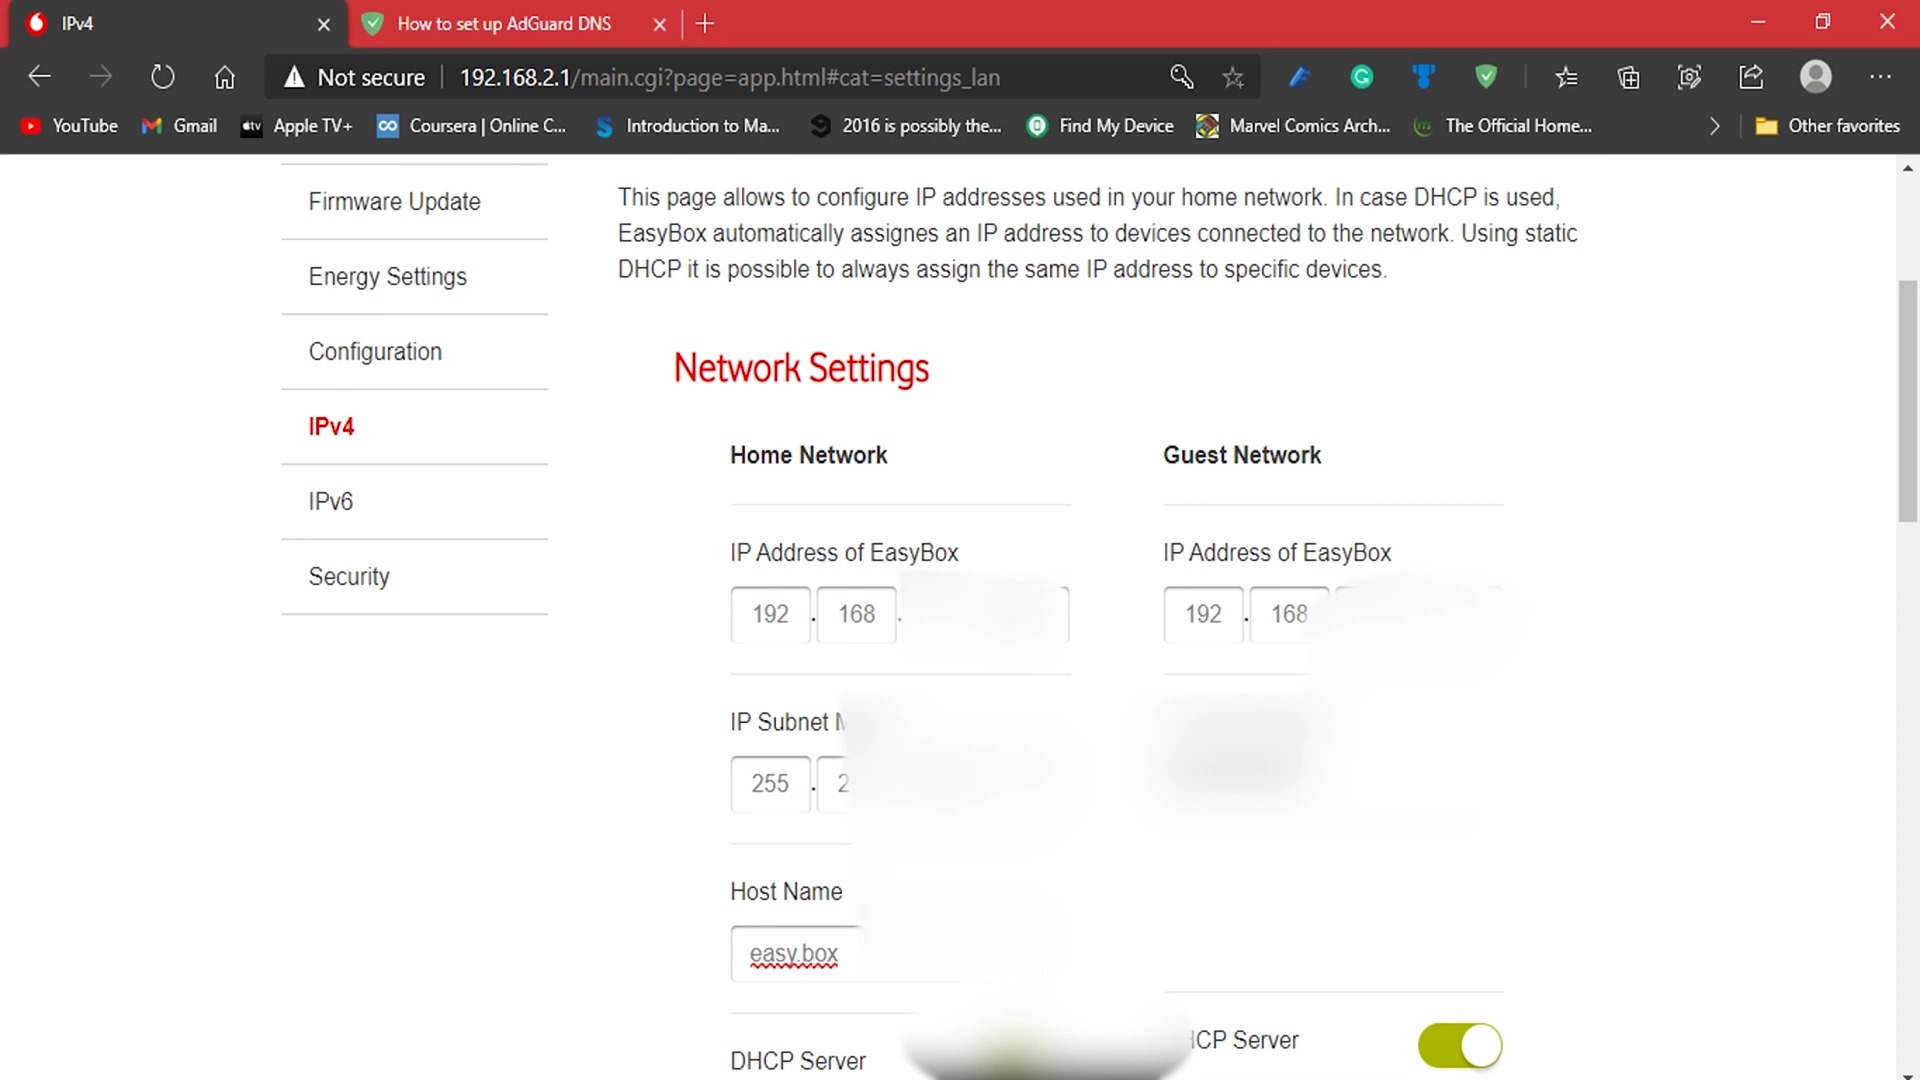 IPv4
How to set up AdGuard DNS
Not secure
192.168.2.1/main.cgi?page=app.html#cat=settings_lan
YouTube
Gmail
Apple TV+
Coursera | Online C...
Introduction to Ma...
2016 is possibly the...
Find My Device
Marvel Comics Arch...
The Official Home...
Other favorites
Firmware Update
Energy Settings
Configuration
IPv4
IPv6
Security
This page allows to configure IP addresses used in your home network. In case DHCP is used,
EasyBox automatically assignes an IP address to devices connected to the network. Using static
DHCP it is possible to always assign the same IP address to specific devices.
Network Settings
Home Network
Guest Network
IP Address of EasyBox
IP Address of EasyBox
192 . 168 .
192 . 168
IP Subnet
255 . 2
Host Name
easy.box
DHCP Server
HCP Server